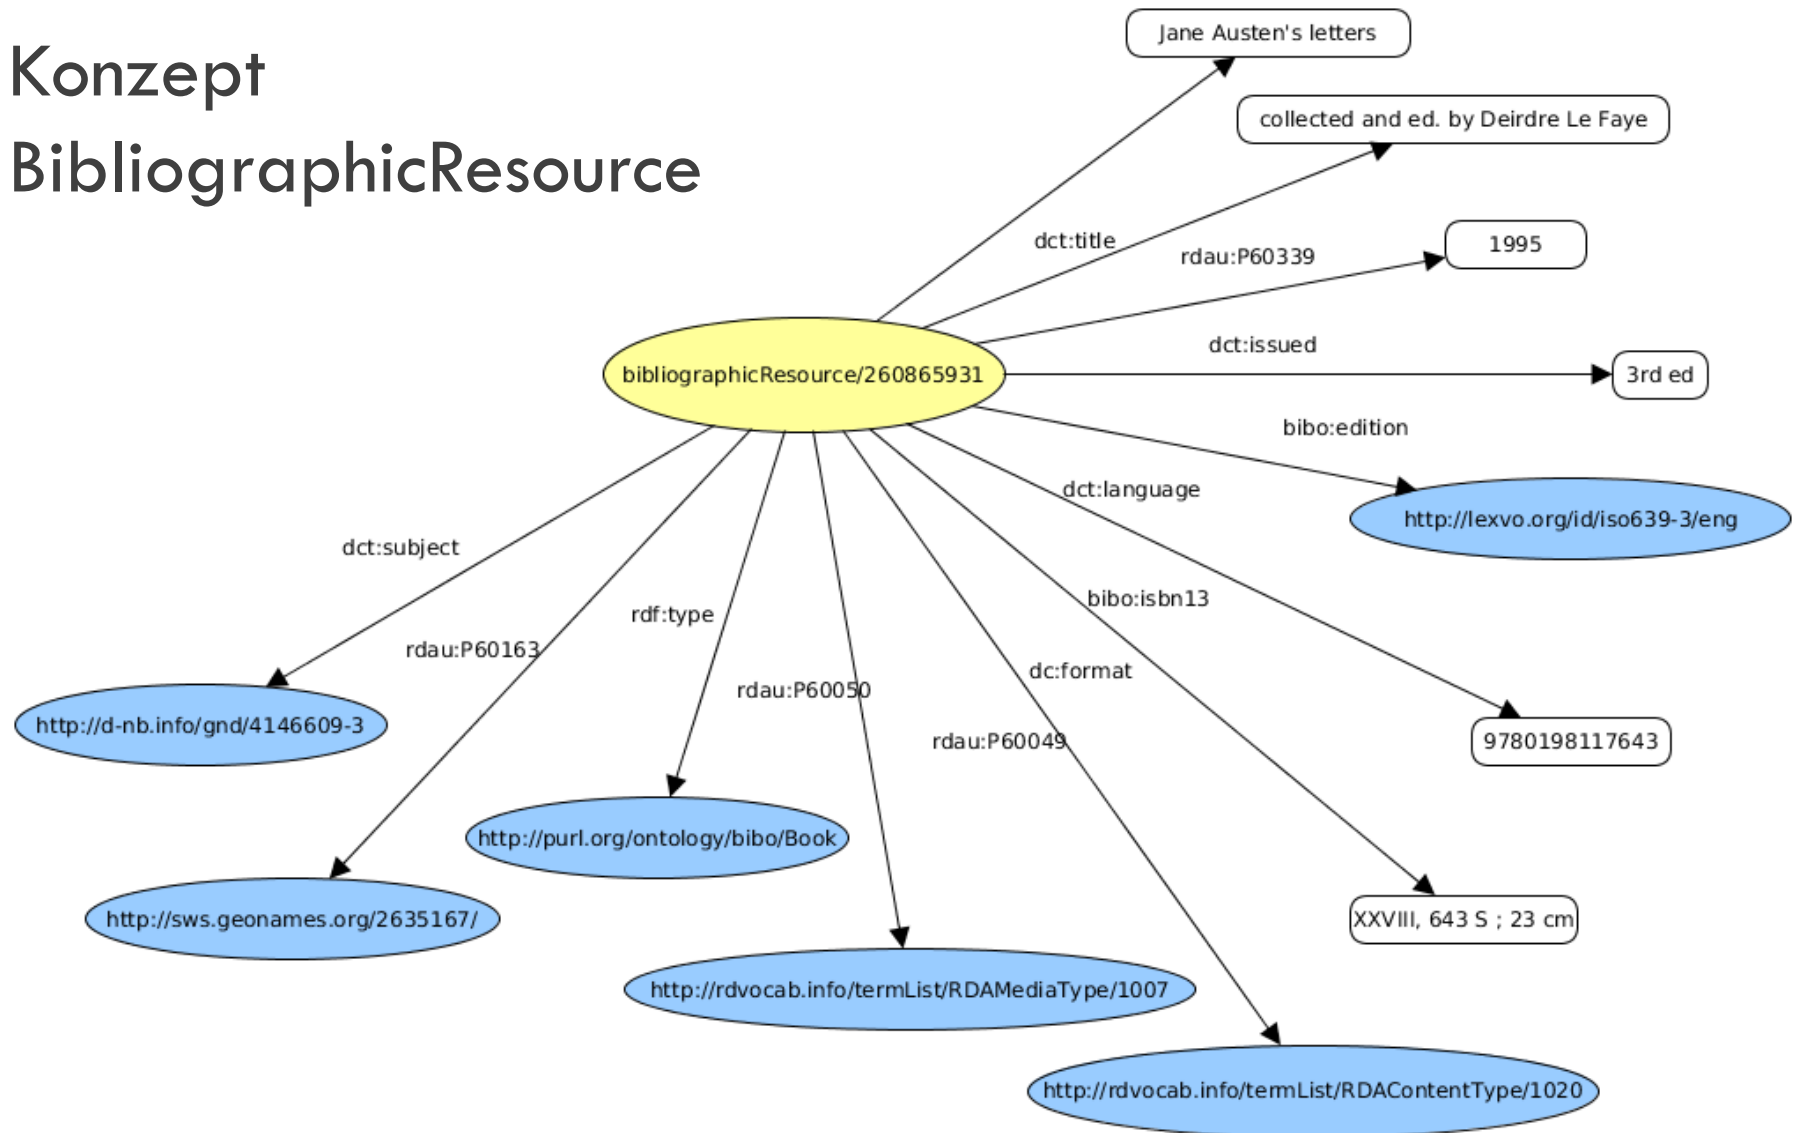 Konzept
BibliographicResource
Jane Austen's letters
collected and ed. by Deirdre Le Faye
dct:title
rdau:P60339
1995
dct:issued
bibliographicResource/260865931
3rd ed
bibo:edition
dct:language
http://lexvo.org/id/iso639-3/eng
dct:subject
bibo:isbn13
rdf:type
rdau:P60163
dc:format
rdau:P60050
http://d-nb.info/gnd/4146609-3
rdau:P60049
9780198117643
http://purl.org/ontology/bibo/Book
http://sws.geonames.org/2635167/
XXVIII, 643 S ; 23 cm
http://rdvocab.info/termList/RDAMediaType/1007
http://rdvocab.info/termList/RDAContentType/1020